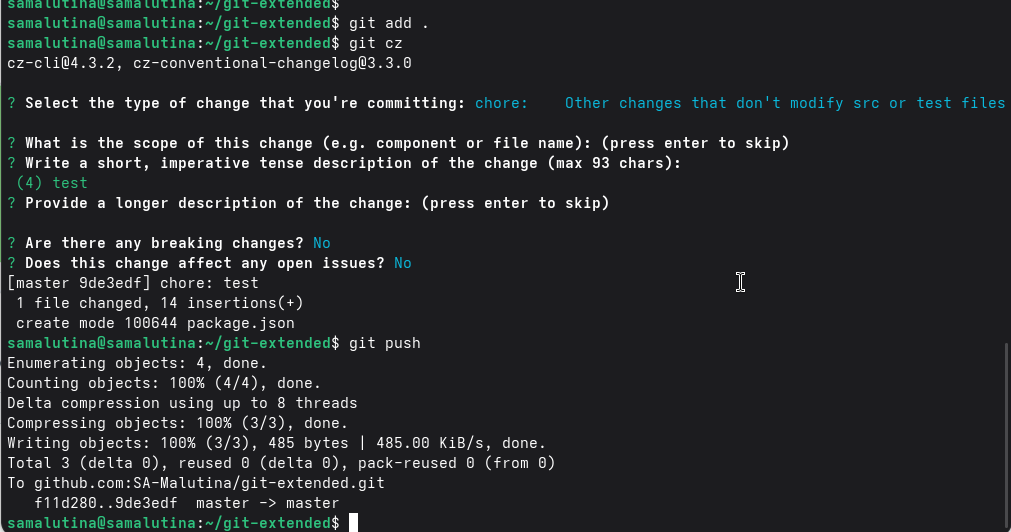 samalutina@samalutina:~/git-extended$
samalutina@samalutina:~/git-extended$ git add .
samalutina@samalutina:~/git-extended$ git cz
cz-cli@4.3.2, cz-conventional-changelog@3.3.0
? Select the type of change that you're committing: chore:    Other changes that don't modify src or test files
? What is the scope of this change (e.g. component or file name): (press enter to skip)
? Write a short, imperative tense description of the change (max 93 chars):
 (4) test
? Provide a longer description of the change: (press enter to skip)
? Are there any breaking changes? No
? Does this change affect any open issues? No
[master 9de3edf] chore: test
 1 file changed, 14 insertions(+)
 create mode 100644 package.json
samalutina@samalutina:~/git-extended$ git push
Enumerating objects: 4, done.
Counting objects: 100% (4/4), done.
Delta compression using up to 8 threads
Compressing objects: 100% (3/3), done.
Writing objects: 100% (3/3), 485 bytes | 485.00 KiB/s, done.
Total 3 (delta 0), reused 0 (delta 0), pack-reused 0 (from 0)
To github.com:SA-Malutina/git-extended.git
   f11d280..9de3edf  master -> master
samalutina@samalutina:~/git-extended$